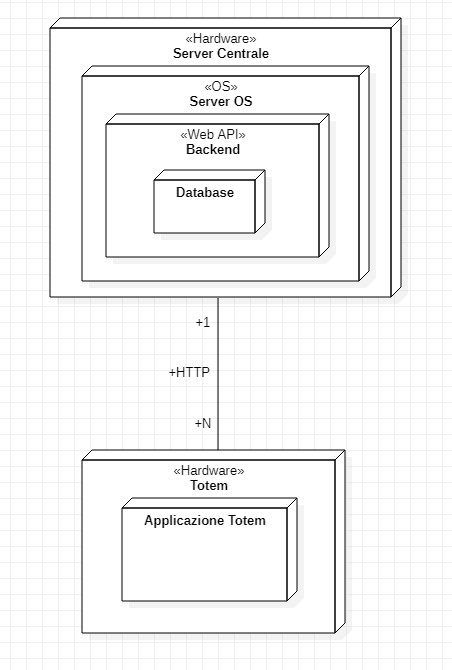 «Hardware»
Server Centrale
«OS»
Server OS
«Web API»
Backend
Database
+1
+HTTP
+N
«Hardware»
Totem
Applicazione Totem